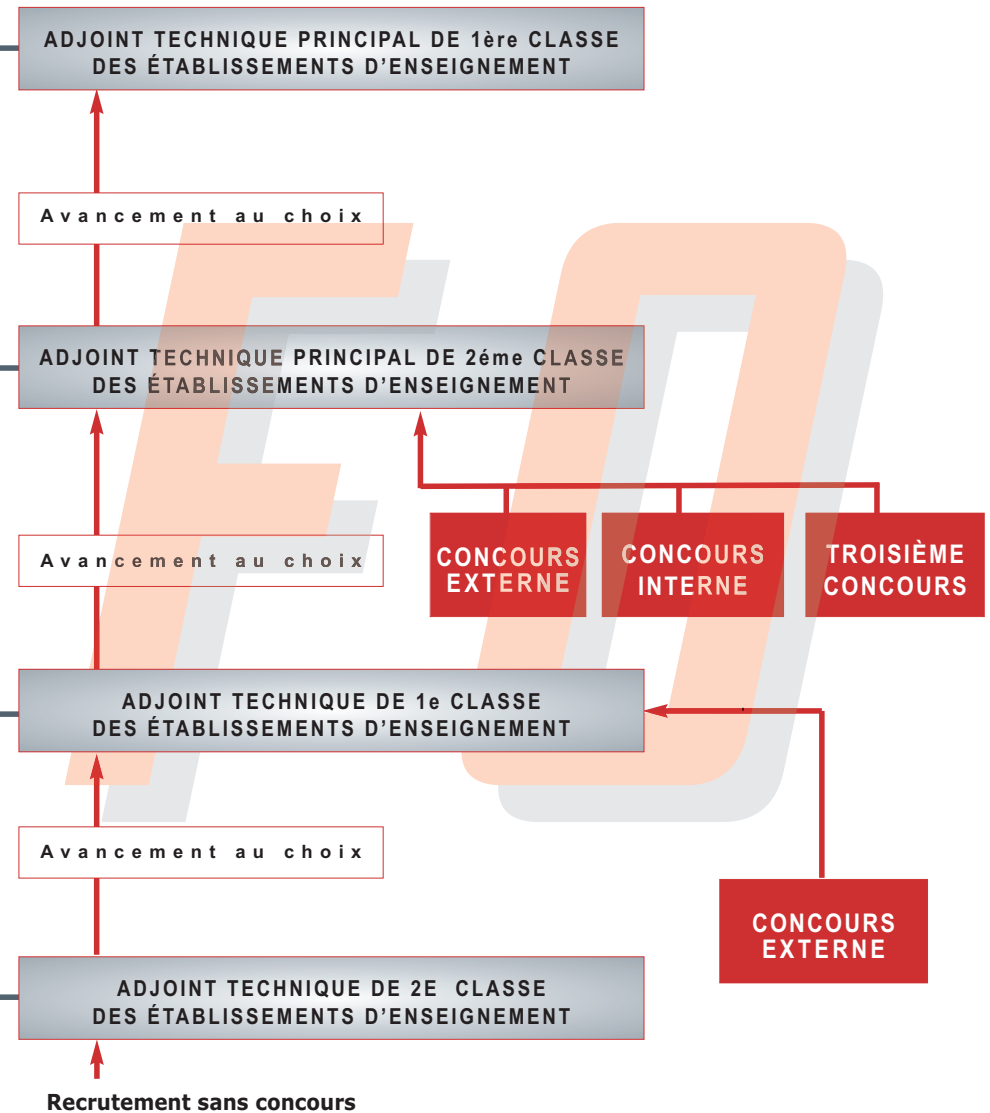 ADJOINT TECHNIQUE PRINCIPAL DE 1ère CLASSE
DES ÉTABLISSEMENTS D’ENSEIGNEMENT
Avancement au choix
FO
ADJOINT TECHNIQUE PRINCIPAL DE 2éme CLASSE
DES ÉTABLISSEMENTS D’ENSEIGNEMENT
CONCOURS
EXTERNE
CONCOURS
INTERNE
TROISIÈME
CONCOURS
Avancement au choix
ADJOINT TECHNIQUE DE 1e CLASSE
DES ÉTABLISSEMENTS D’ENSEIGNEMENT
Avancement au choix
CONCOURS
EXTERNE
ADJOINT TECHNIQUE DE 2E CLASSE
DES ÉTABLISSEMENTS D’ENSEIGNEMENT
Recrutement sans concours